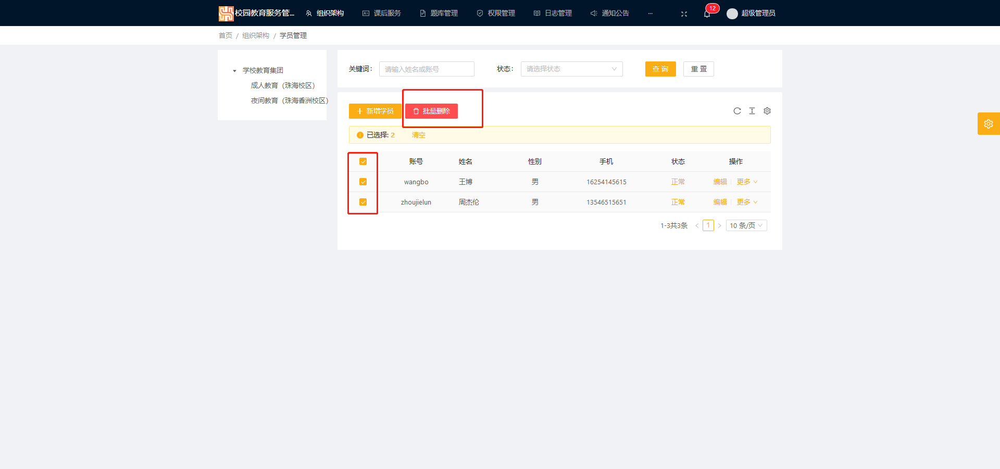 校园教育服务管... 组织架构 课后服务 题库管理 权限管理 日志管理 通知公告 ··· 12 超级管理员
首页 / 组织架构 / 学员管理
学校教育集团
成人教育（珠海校区）
夜间教育（珠海香洲校区）
关键词： 请输入姓名或账号 状态： 请选择状态 查 询 重 置
新增学员 批量删除
已选择: 2 清空
账号 姓名 性别 手机 状态 操作
wangbo 王博 男 16254145615 正常 编辑 更多
zhoujielun 周杰伦 男 13546515651 正常 编辑 更多
1-3共3条 < 1 > 10 条/页